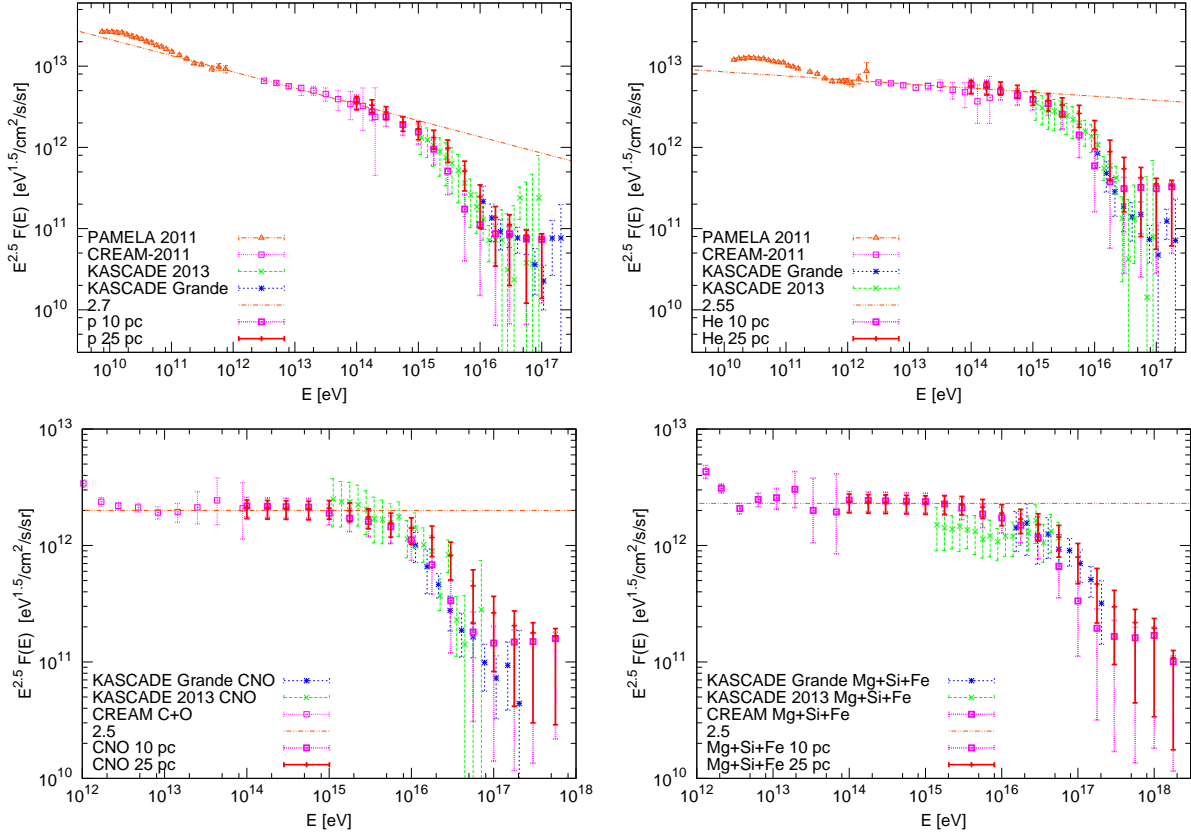 10^13
10^12
10^11
10^10
E^2.5 F(E) [eV^1.5/cm^2/s/sr]
PAMELA 2011
CREAM-2011
KASCADE 2013
KASCADE Grande
2.7
p 10 pc
p 25 pc
10^10 10^11 10^12 10^13 10^14 10^15 10^16 10^17
E [eV]
10^13
10^12
10^11
10^10
E^2.5 F(E) [eV^1.5/cm^2/s/sr]
PAMELA 2011
CREAM-2011
KASCADE Grande
KASCADE 2013
2.55
He 10 pc
He 25 pc
10^10 10^11 10^12 10^13 10^14 10^15 10^16 10^17
E [eV]
10^13
10^12
10^11
10^10
E^2.5 F(E) [eV^1.5/cm^2/s/sr]
KASCADE Grande CNO
KASCADE 2013 CNO
CREAM C+O
2.5
CNO 10 pc
CNO 25 pc
10^12 10^13 10^14 10^15 10^16 10^17 10^18
E [eV]
10^13
10^12
10^11
10^10
E^2.5 F(E) [eV^1.5/cm^2/s/sr]
KASCADE Grande Mg+Si+Fe
KASCADE 2013 Mg+Si+Fe
CREAM Mg+Si+Fe
2.5
Mg+Si+Fe 10 pc
Mg+Si+Fe 25 pc
10^12 10^13 10^14 10^15 10^16 10^17 10^18
E [eV]